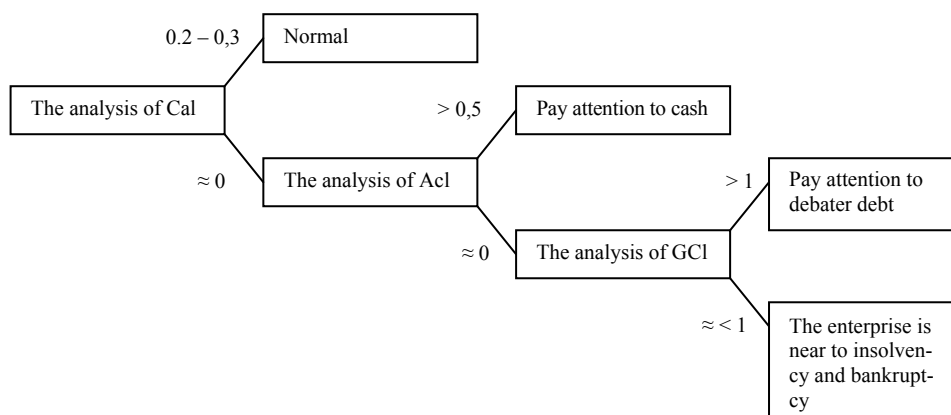 0.2 – 0,3
Normal
The analysis of Cal
> 0,5
Pay attention to cash
≈ 0
The analysis of Acl
> 1
Pay attention to
debater debt
≈ 0
The analysis of GCl
≈ < 1
The enterprise is
near to insolven-
cy and bankrupt-
cy